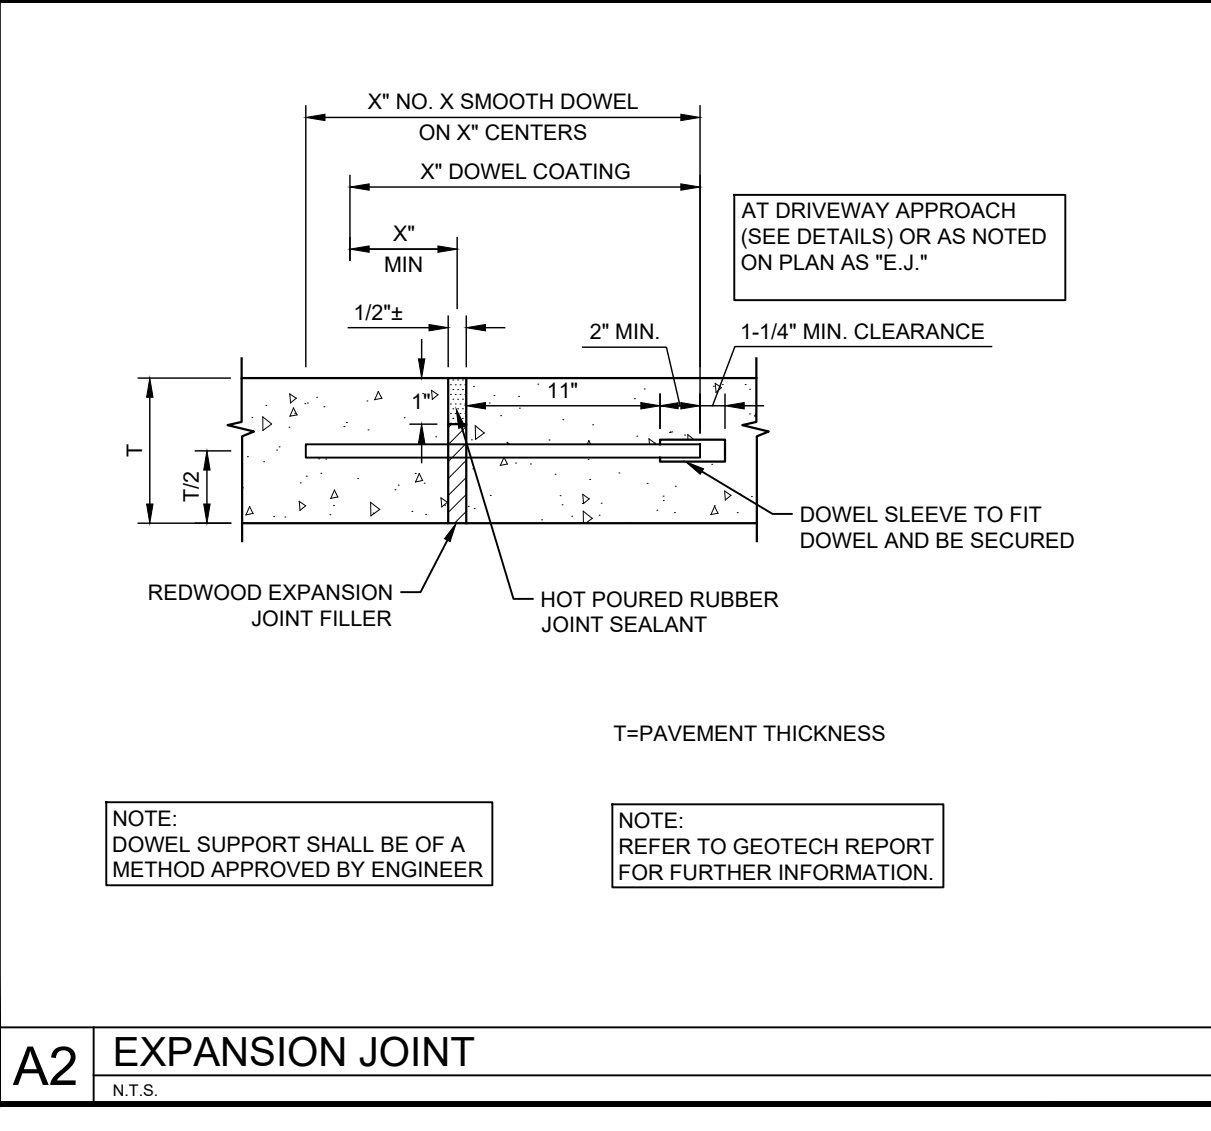 X" NO. X SMOOTH DOWEL
ON X" CENTERS
X" DOWEL COATING
X"
MIN
AT DRIVEWAY APPROACH
(SEE DETAILS) OR AS NOTED
ON PLAN AS "E.J."
1/2"±
2" MIN.
1-1/4" MIN. CLEARANCE
1"
11"
T
T/2
DOWEL SLEEVE TO FIT
DOWEL AND BE SECURED
REDWOOD EXPANSION
JOINT FILLER
HOT POURED RUBBER
JOINT SEALANT
T=PAVEMENT THICKNESS
NOTE:
DOWEL SUPPORT SHALL BE OF A
METHOD APPROVED BY ENGINEER
NOTE:
REFER TO GEOTECH REPORT
FOR FURTHER INFORMATION.
A2
EXPANSION JOINT
N.T.S.